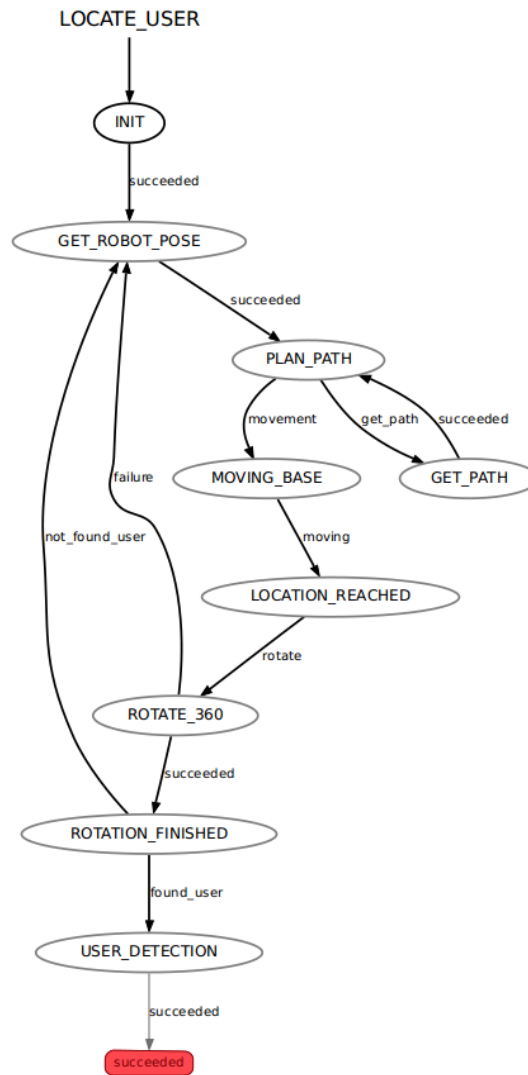 LOCATE_USER
INIT
succeeded
GET_ROBOT_POSE
succeeded
PLAN_PATH
movement
get_path
succeeded
MOVING_BASE
GET_PATH
failure
not_found_user
moving
LOCATION_REACHED
rotate
ROTATE_360
succeeded
ROTATION_FINISHED
found_user
USER_DETECTION
succeeded
succeeded